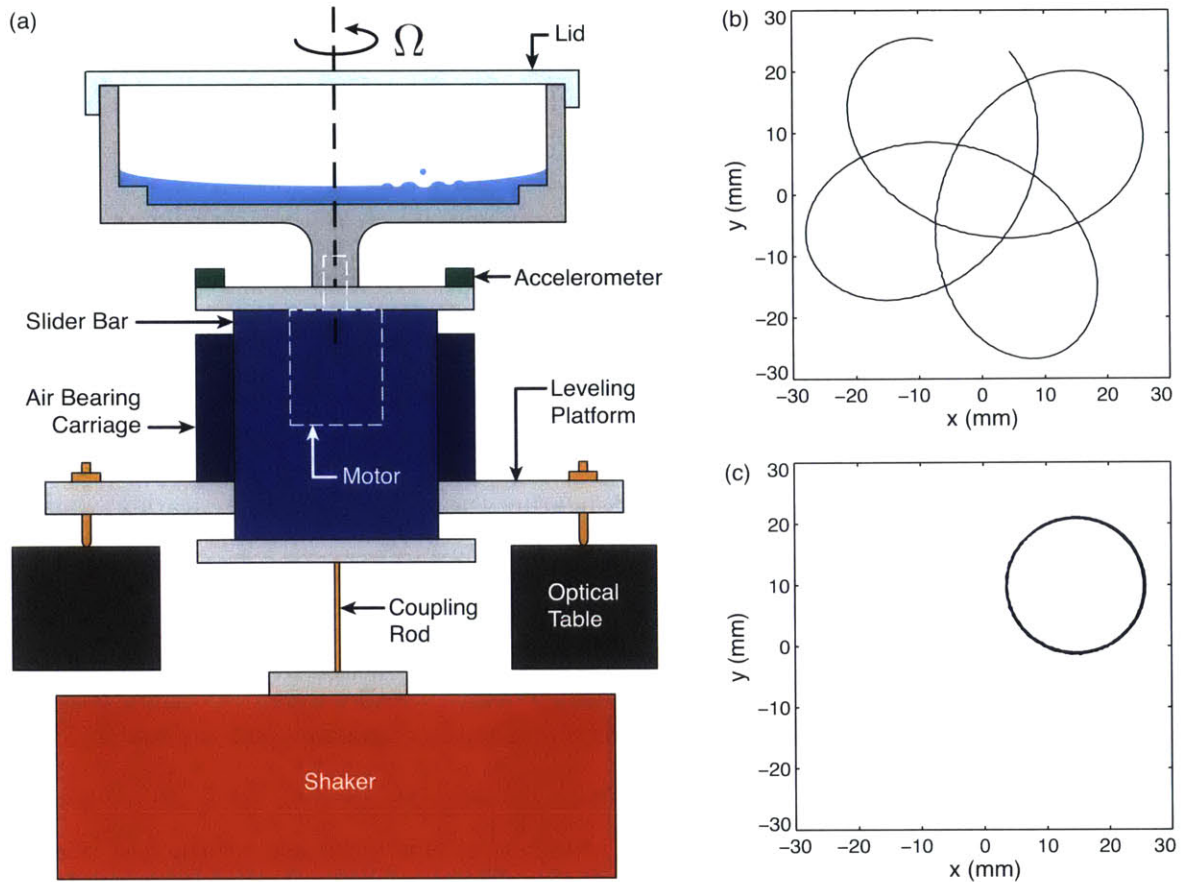 (a)
Ω
Lid
Accelerometer
Slider Bar
Air Bearing
Carriage
Leveling
Platform
Motor
Optical
Table
Coupling
Rod
Shaker
(b)
30
20
10
0
−10
−20
−30
y (mm)
−30 −20 −10 0 10 20 30
x (mm)
(c)
30
20
10
0
−10
−20
−30
y (mm)
−30 −20 −10 0 10 20 30
x (mm)